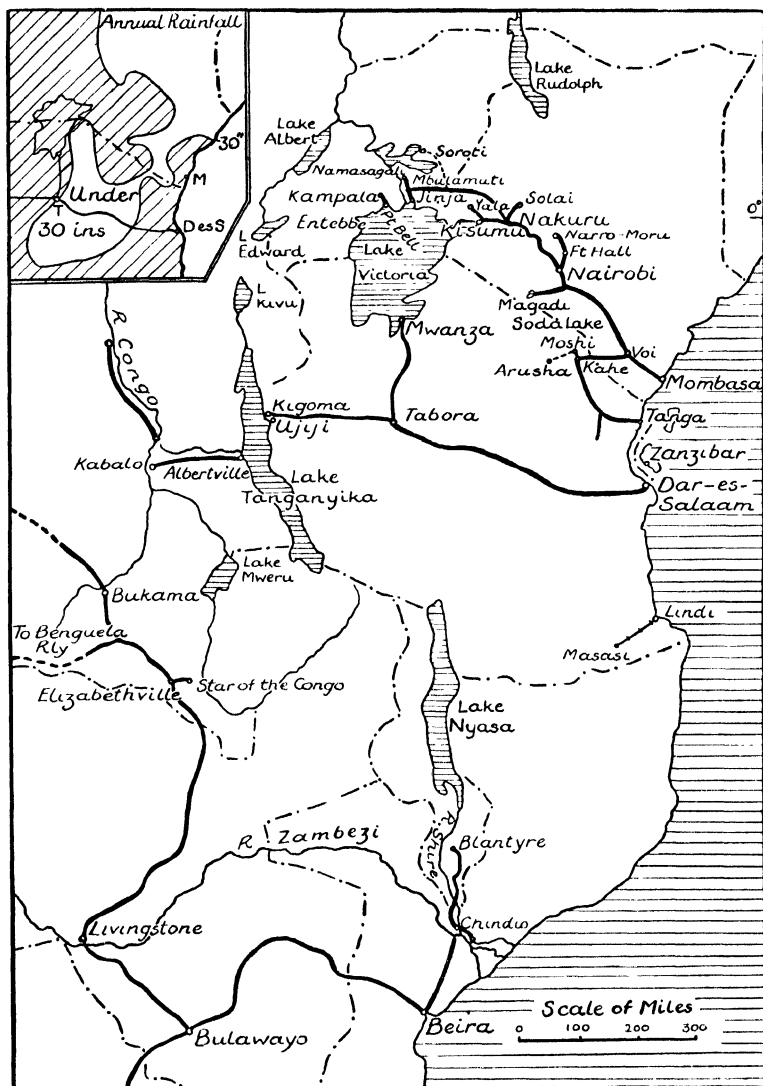 Annual Rainfall
30"
M
Under
30 ins
DesS
Lake
Rudolph
Lake
Albert
Soroti
Namasagali
Mbulamuti
Kampala
Jinja
Yala
Solai
Entebbe
Pt Bell
Kisumu
Nakuru
0°
L
Edward
Lake
Victoria
Narro-Moru
Ft Hall
Nairobi
L
Kivu
Magadi
Soda Lake
R Congo
Mwanza
Moshi
Voi
Arusha
Kahe
Mombasa
Kigoma
Ujiji
Tabora
Tanga
Kabalo
Albertville
Zanzibar
Lake
Tanganyika
Dar-es-
Salaam
Lake
Mweru
Bukama
Lindi
To Benguela
Rly
Masasi
Star of the Congo
Elizabethville
Lake
Nyasa
R Zambezi
R Shire
Blantyre
Livingstone
Chindio
Scale of Miles
0 100 200 300
Beira
Bulawayo